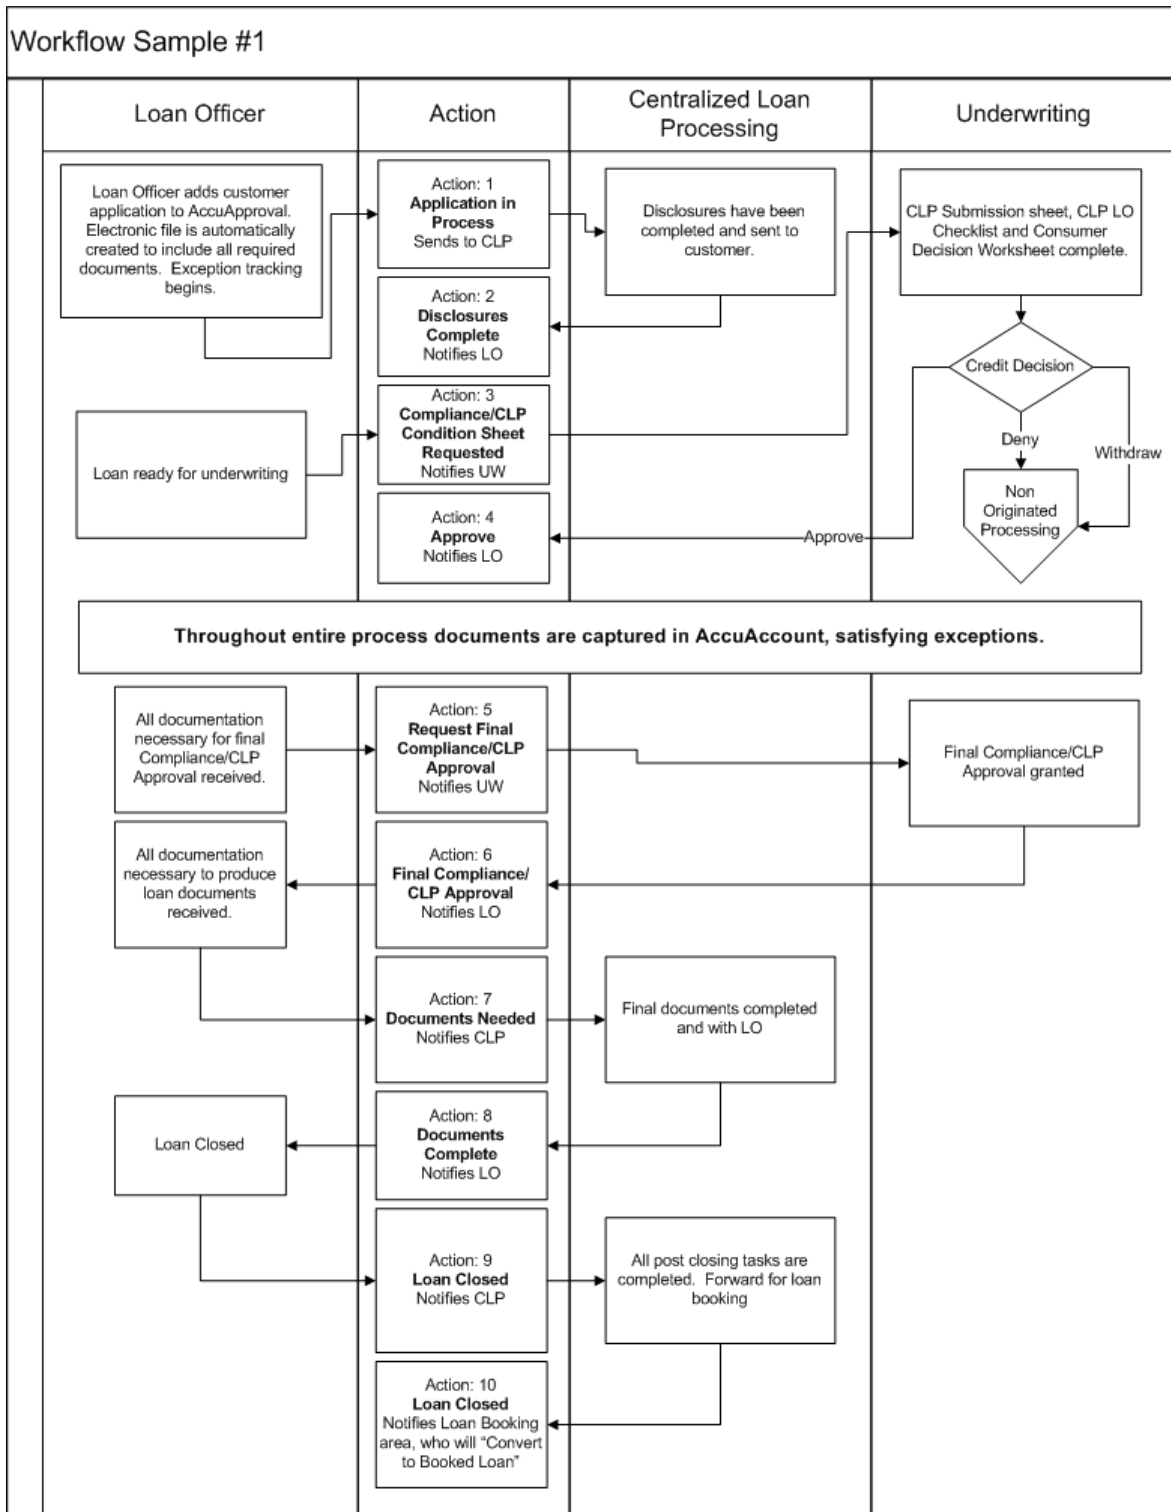 Workflow Sample #1
Loan Officer
Action
Centralized Loan
Processing
Underwriting
Loan Officer adds customer
application to AccuApproval.
Electronic file is automatically
created to include all required
documents.  Exception tracking
begins.
Action: 1
Application in
Process
Sends to CLP
Disclosures have been
completed and sent to
customer.
CLP Submission sheet, CLP LO
Checklist and Consumer
Decision Worksheet complete.
Action: 2
Disclosures
Complete
Notifies LO
Credit Decision
Loan ready for underwriting
Action: 3
Compliance/CLP
Condition Sheet
Requested
Notifies UW
Deny
Withdraw
Non
Originated
Processing
Action: 4
Approve
Notifies LO
Approve
Throughout entire process documents are captured in AccuAccount, satisfying exceptions.
All documentation
necessary for final
Compliance/CLP
Approval received.
Action: 5
Request Final
Compliance/CLP
Approval
Notifies UW
Final Compliance/CLP
Approval granted
All documentation
necessary to produce
loan documents
received.
Action: 6
Final Compliance/
CLP Approval
Notifies LO
Action: 7
Documents Needed
Notifies CLP
Final documents completed
and with LO
Loan Closed
Action: 8
Documents
Complete
Notifies LO
Action: 9
Loan Closed
Notifies CLP
All post closing tasks are
completed.  Forward for loan
booking
Action: 10
Loan Closed
Notifies Loan Booking
area, who will “Convert
to Booked Loan”